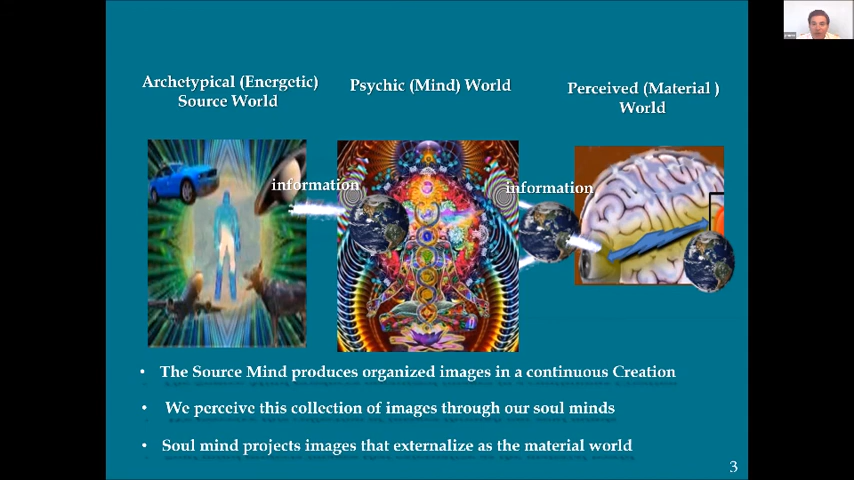 Archetypical (Energetic)
Source World
Psychic (Mind) World
Perceived (Material )
World
information
information
• The Source Mind produces organized images in a continuous Creation
• We perceive this collection of images through our soul minds
• Soul mind projects images that externalize as the material world
3